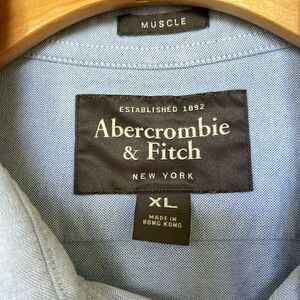 MUSCLE
ESTABLISHED 1892
Abercrombie
& Fitch
NEW YORK
XL
MADE IN
HONG KONG